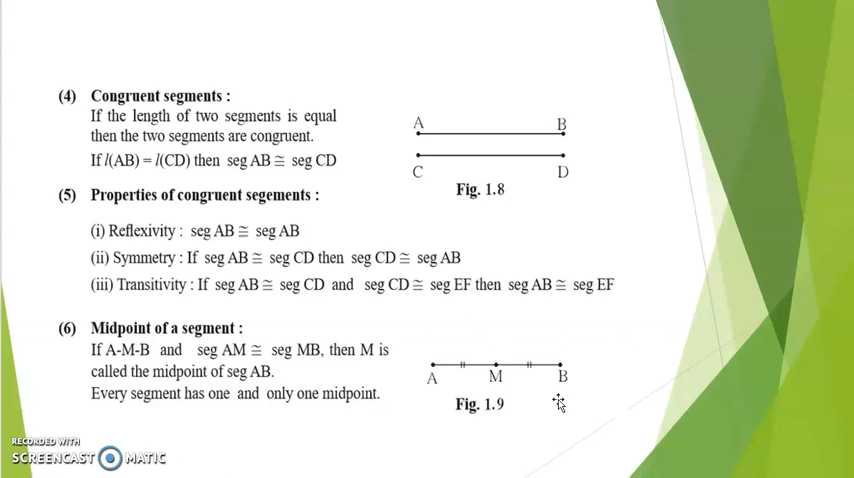 (4) Congruent segments :
If the length of two segments is equal
then the two segments are congruent.
If l(AB) = l(CD) then seg AB ≅ seg CD
A B
C D
Fig. 1.8
(5) Properties of congruent segements :
(i) Reflexivity : seg AB ≅ seg AB
(ii) Symmetry : If seg AB ≅ seg CD then seg CD ≅ seg AB
(iii) Transitivity : If seg AB ≅ seg CD and seg CD ≅ seg EF then seg AB ≅ seg EF
(6) Midpoint of a segment :
If A-M-B and seg AM ≅ seg MB, then M is
called the midpoint of seg AB.
Every segment has one and only one midpoint.
A M B
Fig. 1.9
RECORDED WITH
SCREENCAST MATIC